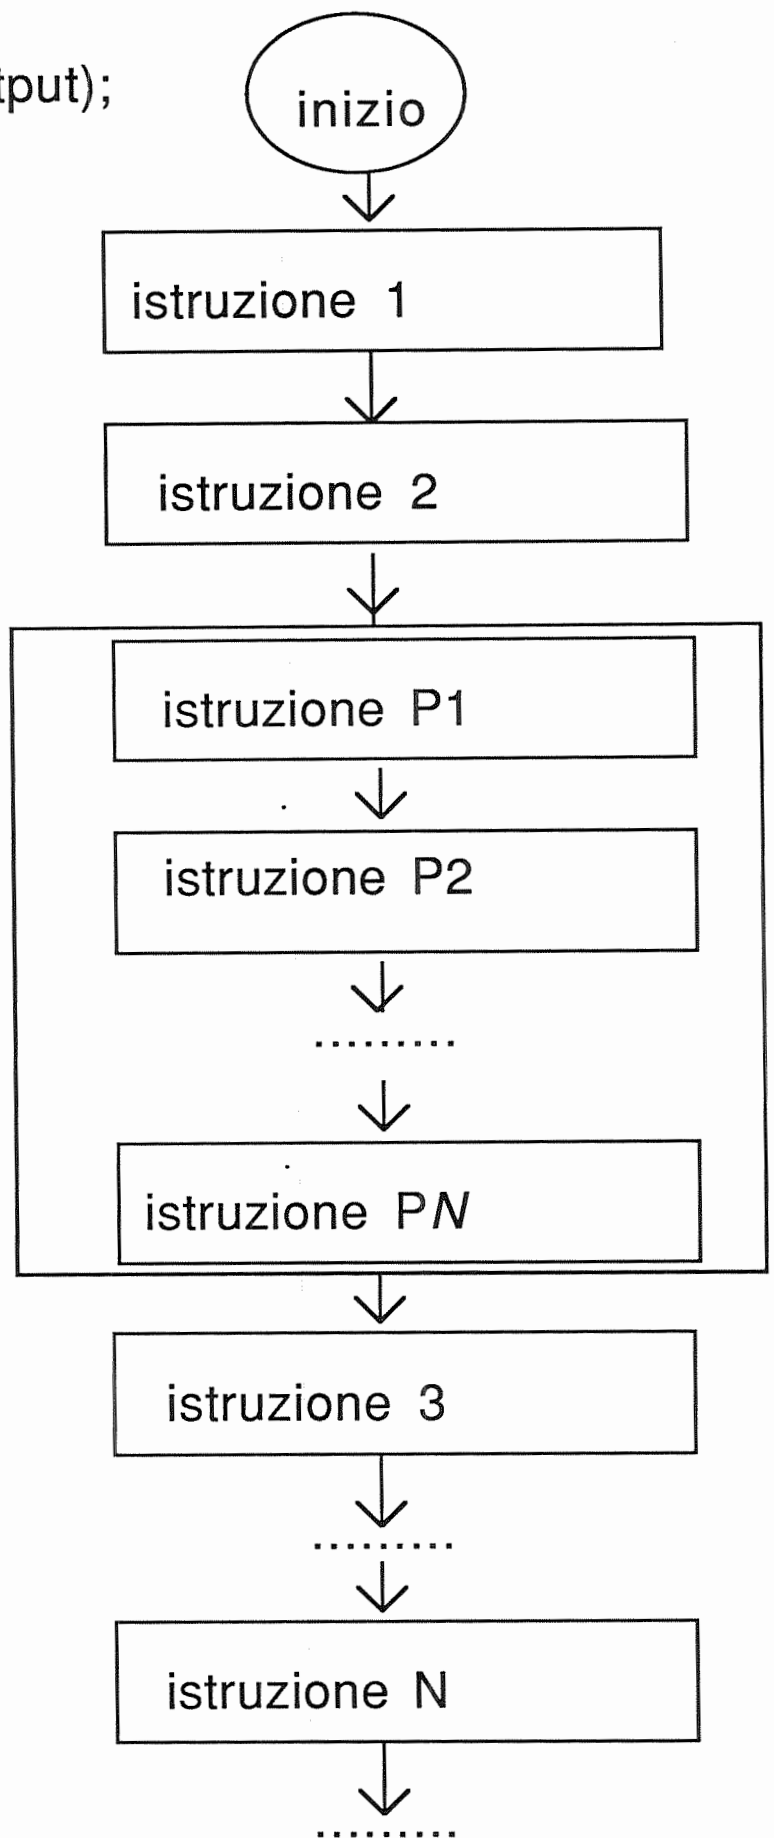 tput);
inizio
istruzione 1
istruzione 2
istruzione P1
istruzione P2
.........
istruzione PN
istruzione 3
.........
istruzione N
.........